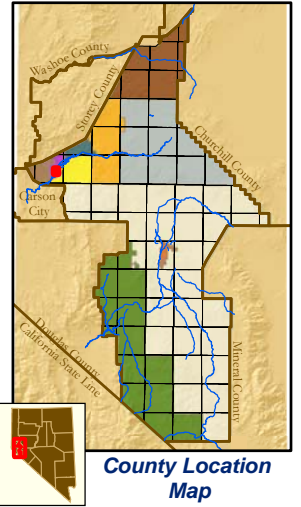 Washoe County
Storey County
Churchill County
Carson
City
Douglas County
California State Line
Mineral County
County Location
Map